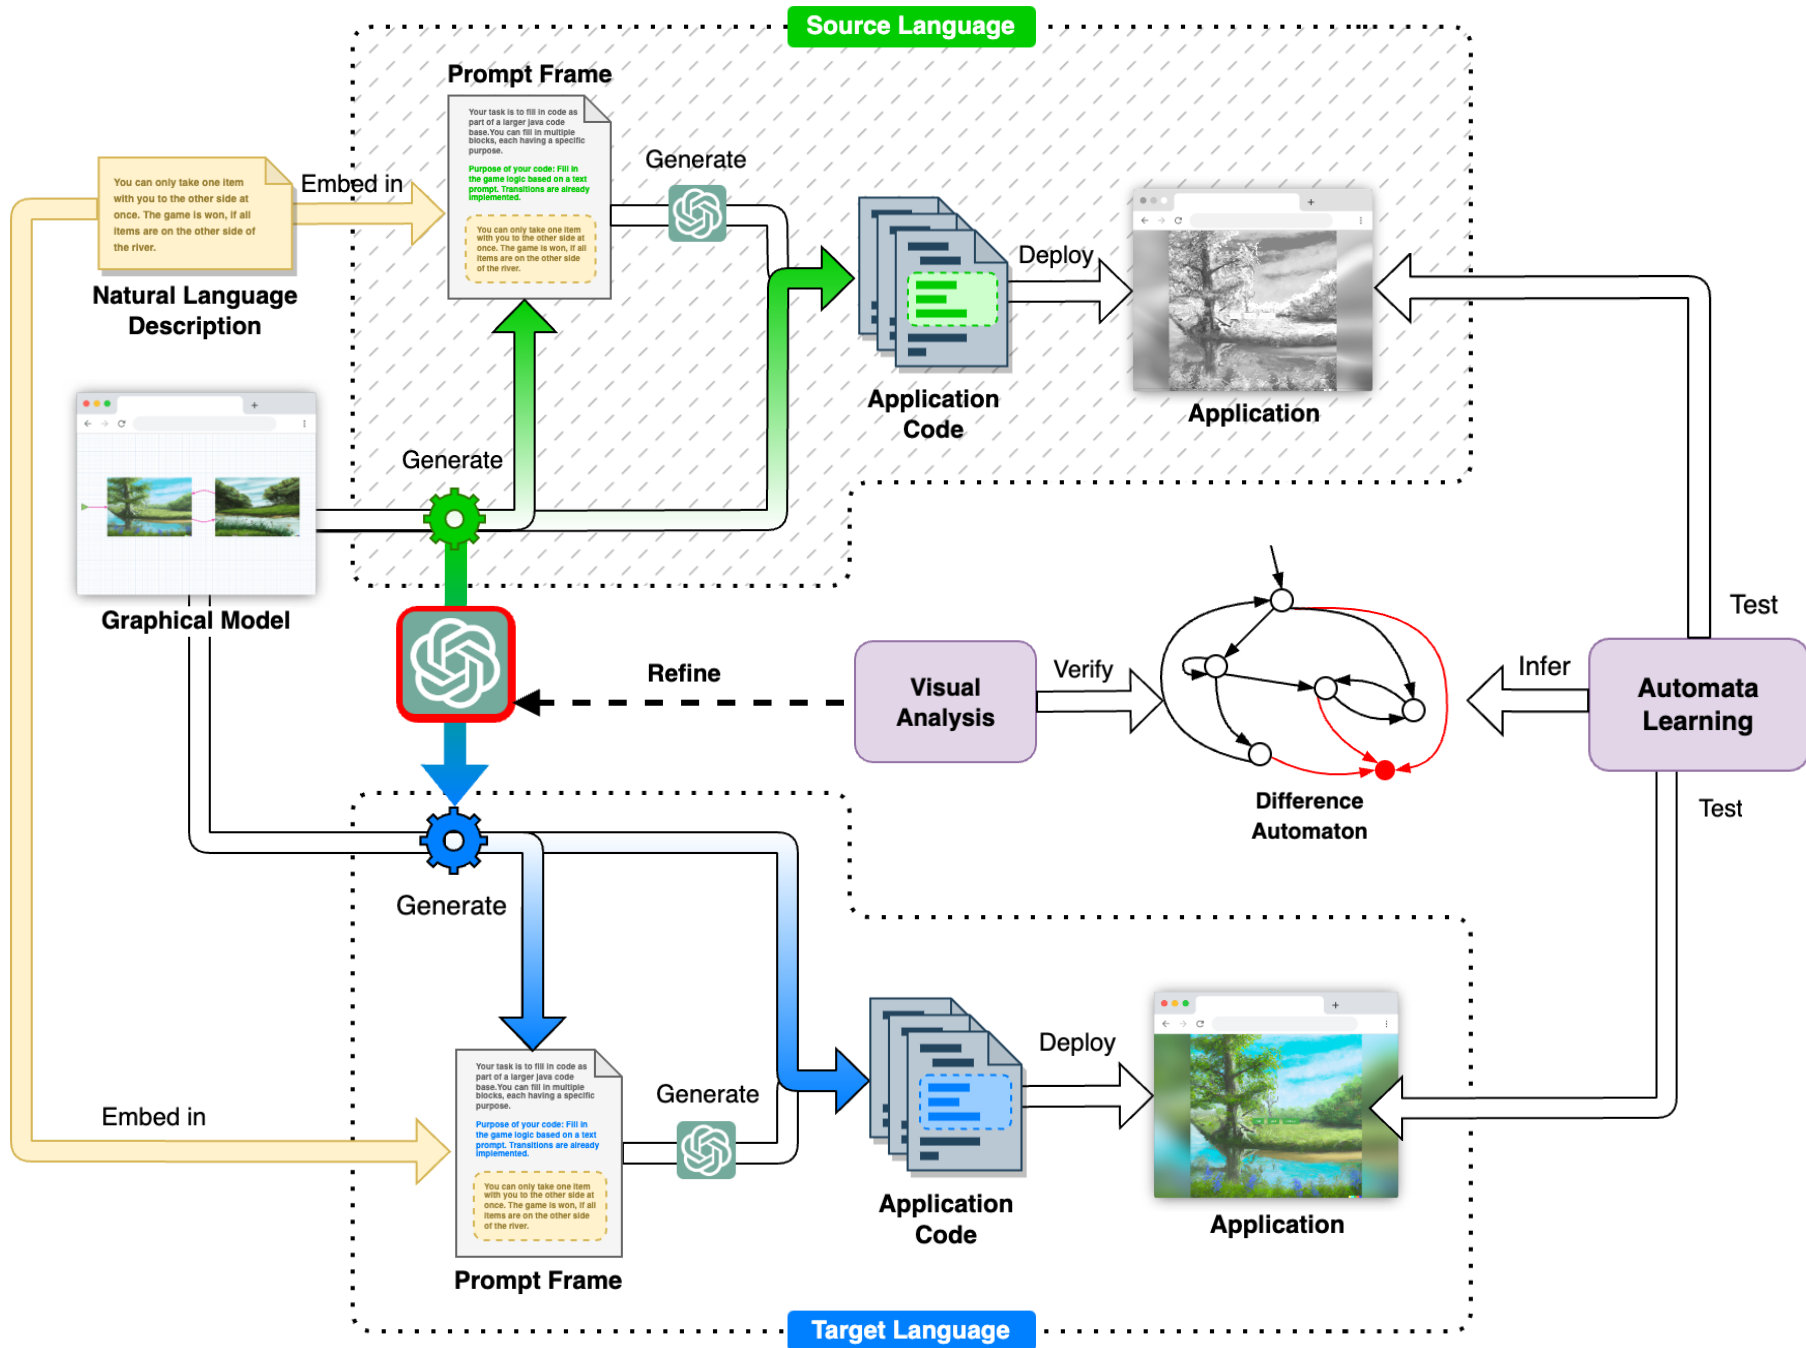 Source Language
Prompt Frame
Your task is to fill in code as
part of a larger java code
base.You can fill in multiple
blocks, each having a specific
purpose.
Purpose of your code: Fill in
the game logic based on a text
prompt. Transitions are already
implemented.
You can only take one item
with you to the other side at
once. The game is won, if all
items are on the other side
of the river.
Generate
You can only take one item
with you to the other side at
once. The game is won, if all
items are on the other side of
the river.
Embed in
Natural Language
Description
Deploy
Application
Code
Application
Generate
Graphical Model
Refine
Visual
Analysis
Verify
Infer
Test
Automata
Learning
Test
Difference
Automaton
Generate
Embed in
Your task is to fill in code as
part of a larger java code
base.You can fill in multiple
blocks, each having a specific
purpose.
Purpose of your code: Fill in
the game logic based on a text
prompt. Transitions are already
implemented.
You can only take one item
with you to the other side at
once. The game is won, if all
items are on the other side
of the river.
Prompt Frame
Generate
Deploy
Application
Code
Application
Target Language